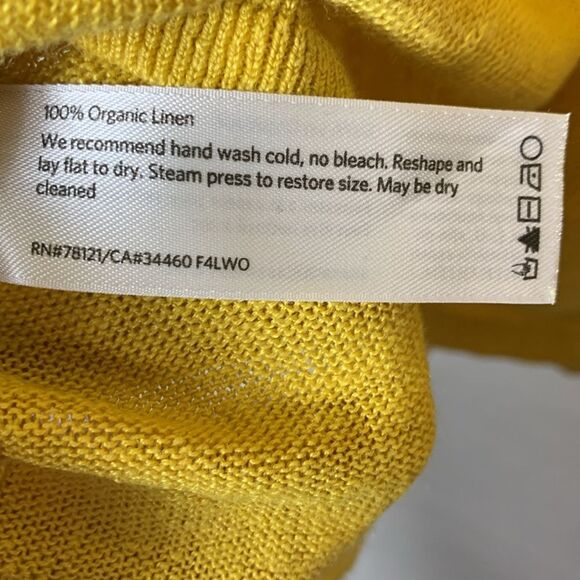 100% Organic Linen
We recommend hand wash cold, no bleach. Reshape and
lay flat to dry. Steam press to restore size. May be dry
cleaned
RN#78121/CA#34460 F4LWO